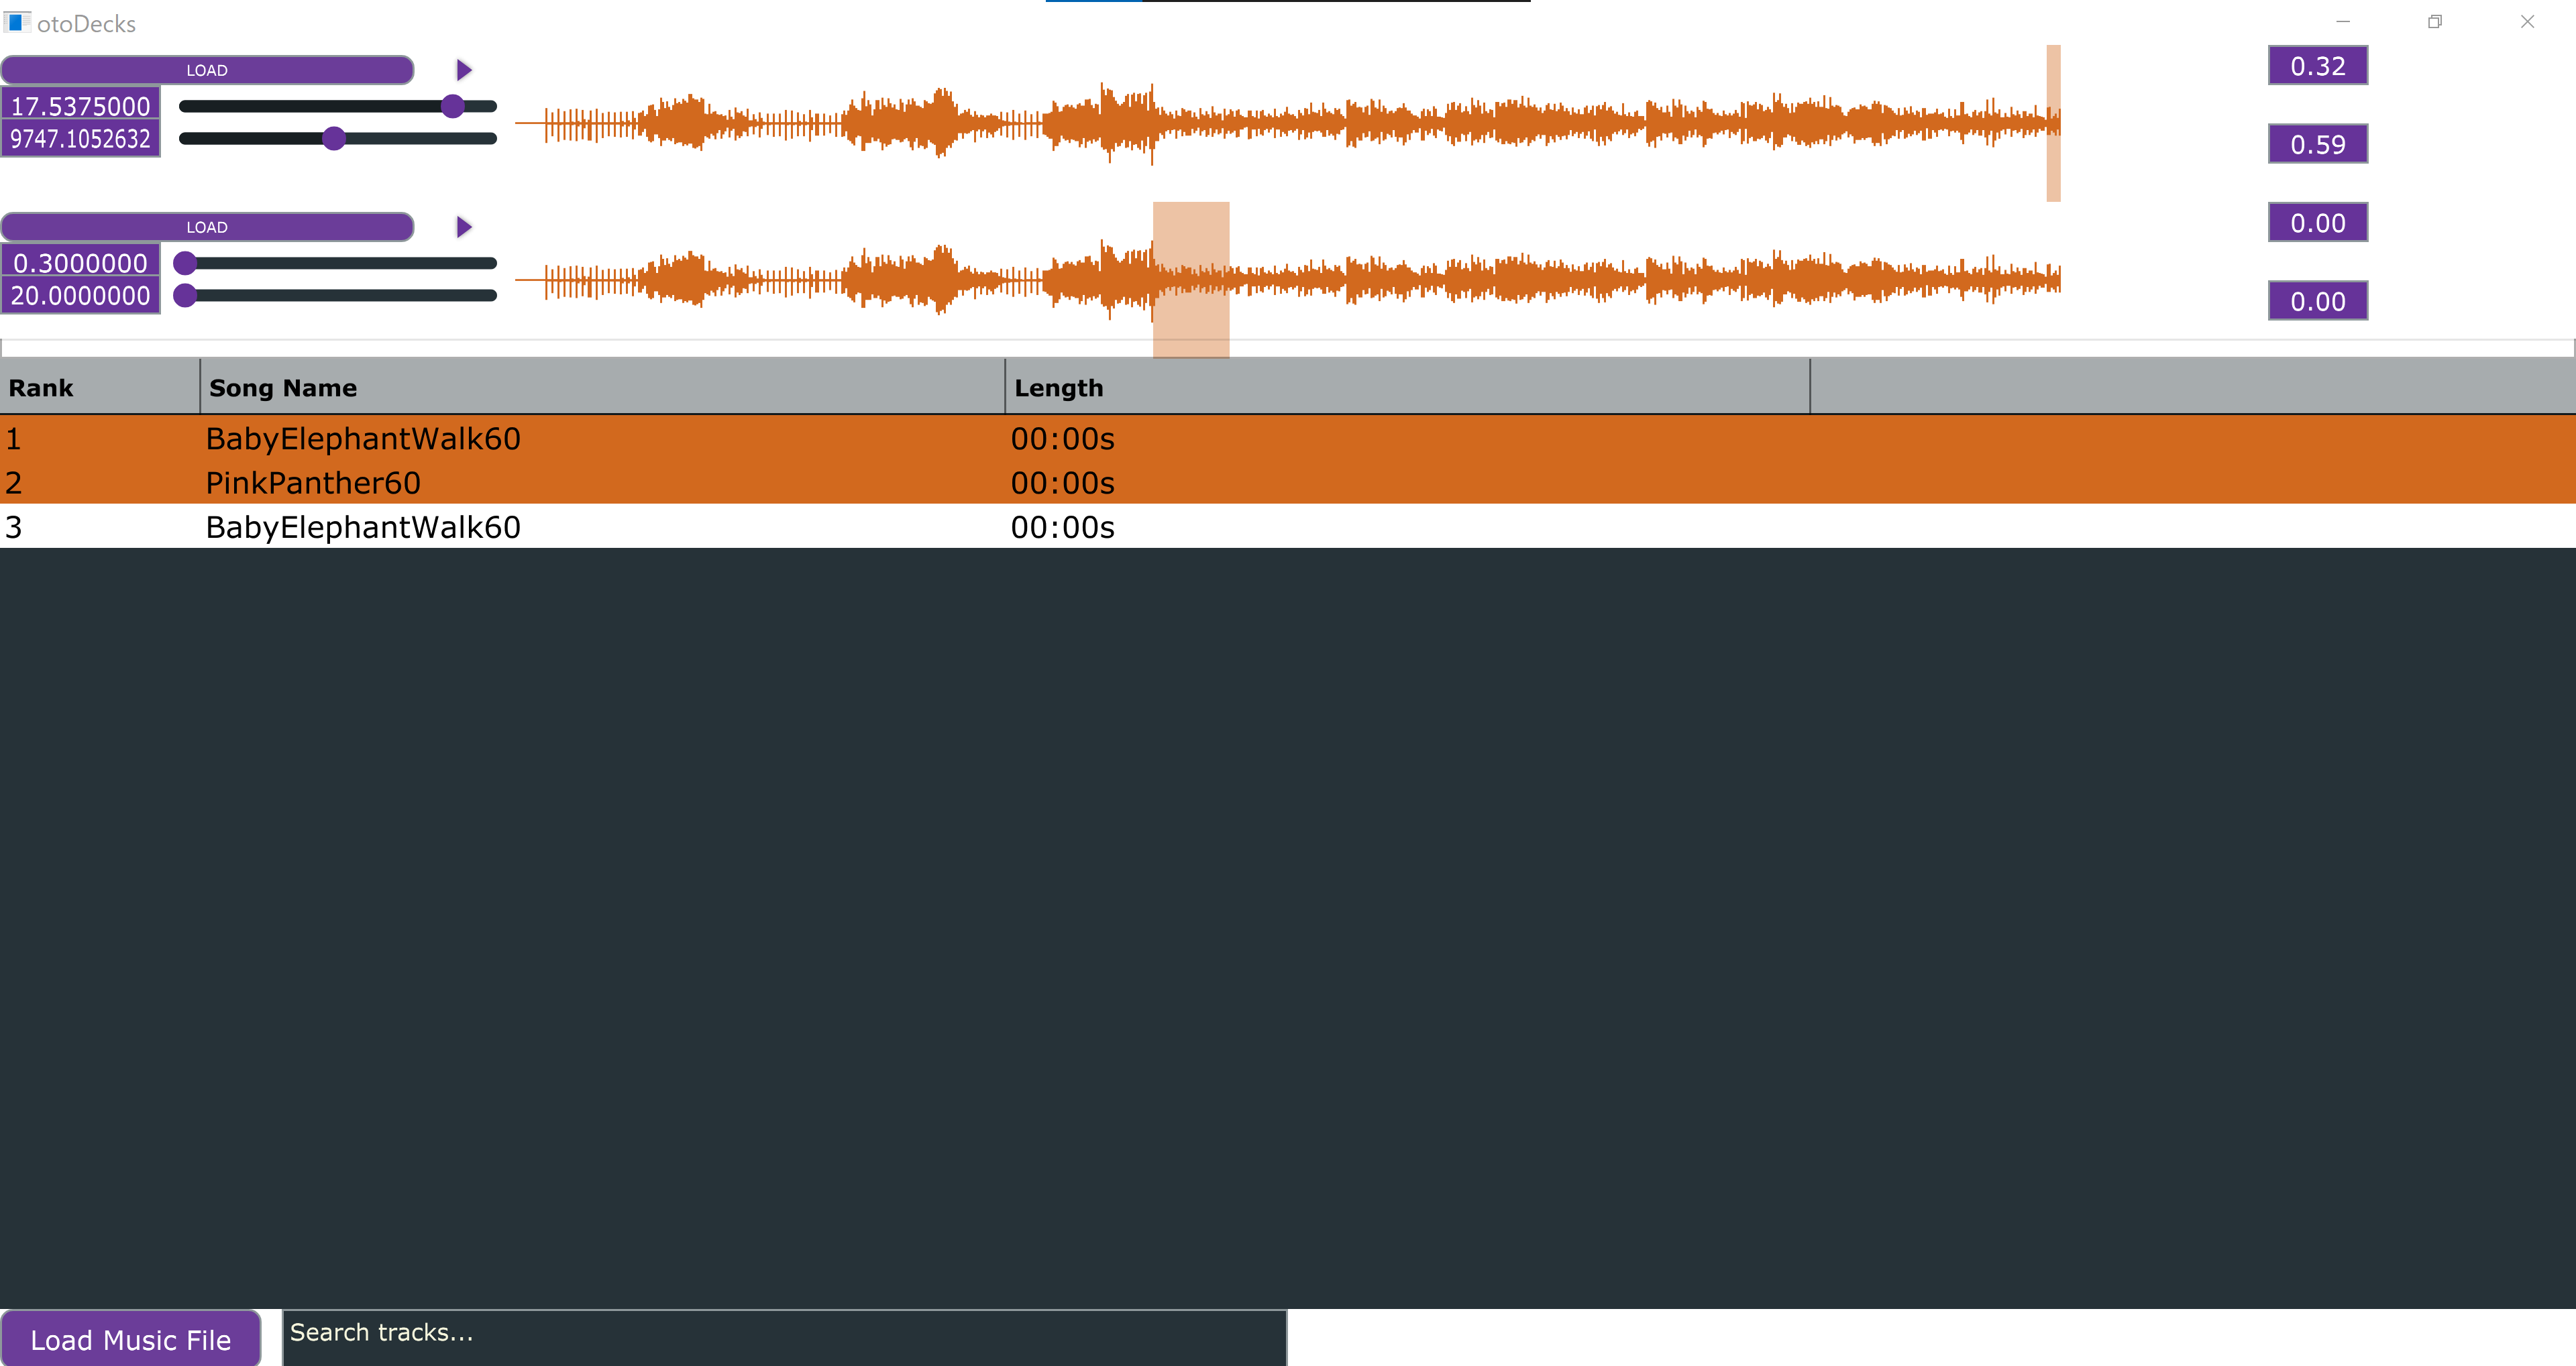 otoDecks
LOAD
17.5375000
9747.1052632
0.32
0.59
LOAD
0.3000000
20.0000000
0.00
0.00
Rank Song Name Length
1 BabyElephantWalk60 00:00s
2 PinkPanther60 00:00s
3 BabyElephantWalk60 00:00s
Load Music File
Search tracks...